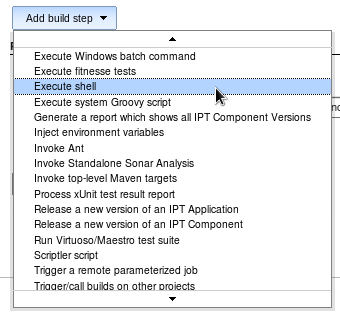 Add build step
Execute Windows batch command
Execute fitnesse tests
Execute shell
Execute system Groovy script
Generate a report which shows all IPT Component Versions
Inject environment variables
Invoke Ant
Invoke Standalone Sonar Analysis
Invoke top-level Maven targets
Process xUnit test result report
Release a new version of an IPT Application
Release a new version of an IPT Component
Run Virtuoso/Maestro test suite
Scriptler script
Trigger a remote parameterized job
Trigger/call builds on other projects